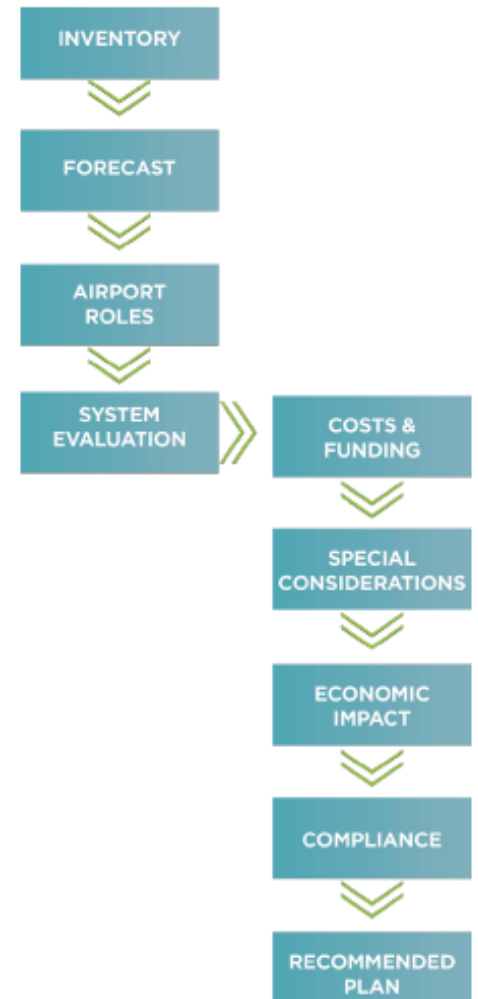 INVENTORY
FORECAST
AIRPORT
ROLES
SYSTEM
EVALUATION
COSTS &
FUNDING
SPECIAL
CONSIDERATIONS
ECONOMIC
IMPACT
COMPLIANCE
RECOMMENDED
PLAN